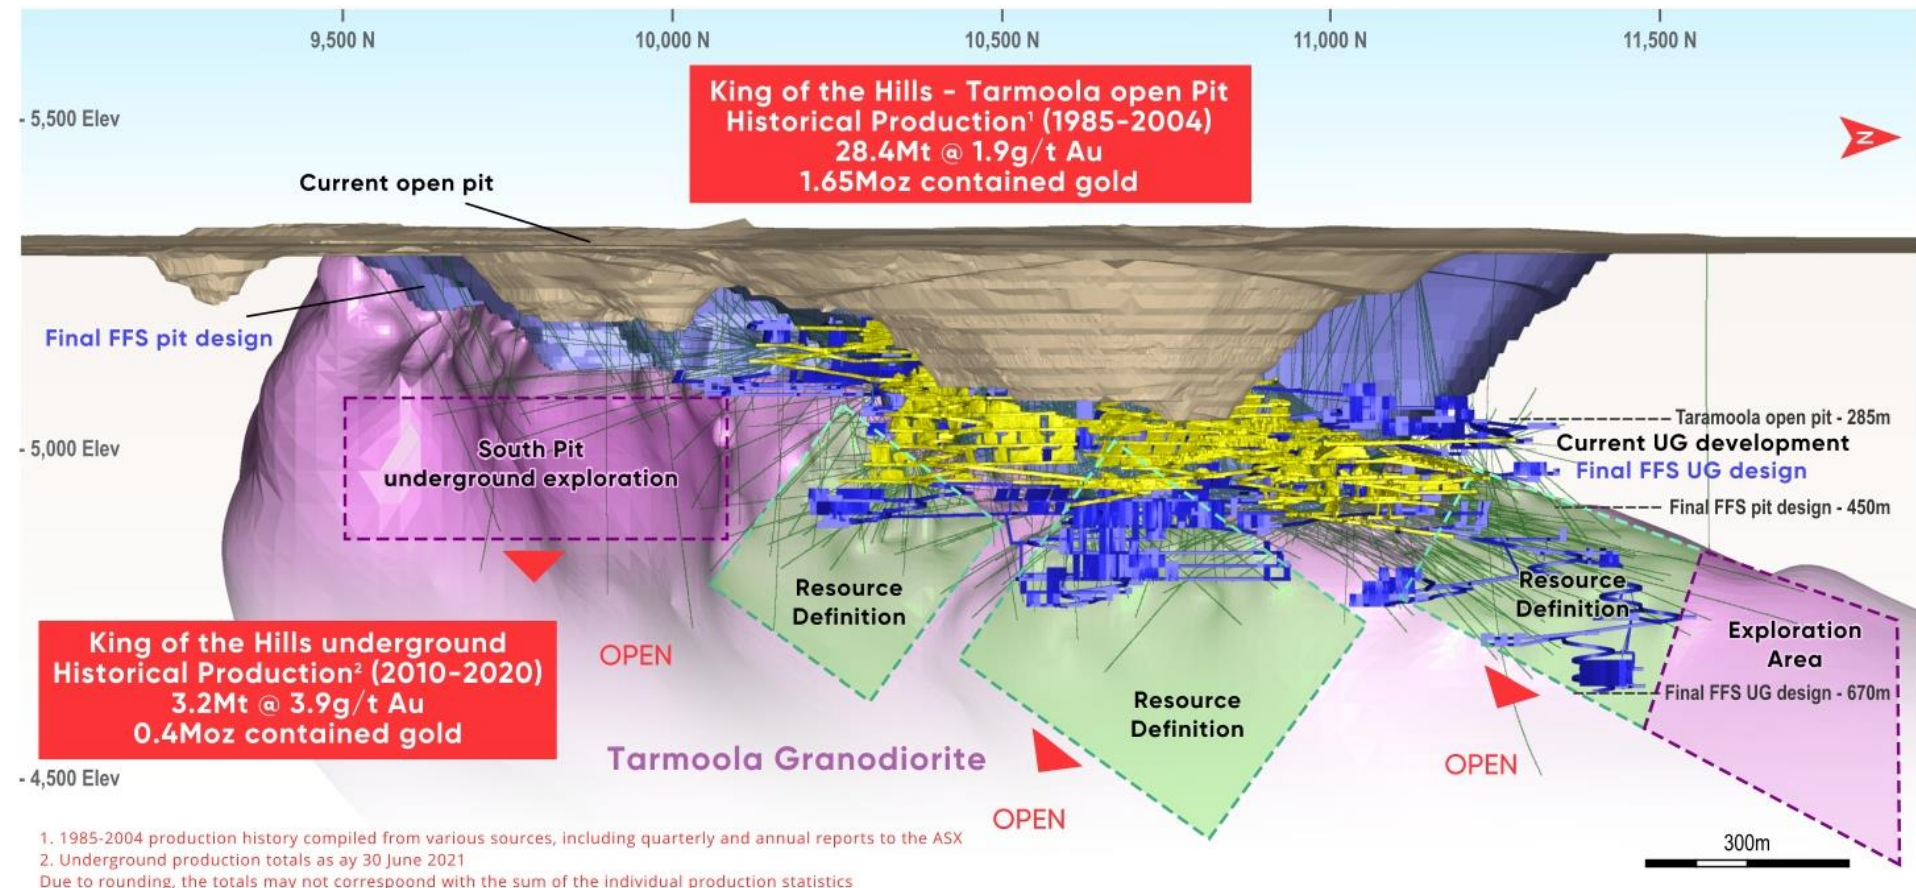 9,500 N
10,000 N
10,500 N
11,000 N
11,500 N
- 5,500 Elev
King of the Hills - Tarmoola open Pit
Historical Production¹ (1985-2004)
28.4Mt @ 1.9g/t Au
1.65Moz contained gold
N
Current open pit
Final FFS pit design
Taramoola open pit - 285m
Current UG development
Final FFS UG design
- 5,000 Elev
South Pit
underground exploration
Final FFS pit design - 450m
Resource
Definition
Resource
Definition
Exploration
Area
King of the Hills underground
Historical Production² (2010-2020)
3.2Mt @ 3.9g/t Au
0.4Moz contained gold
OPEN
Final FFS UG design - 670m
Resource
Definition
Tarmoola Granodiorite
OPEN
- 4,500 Elev
OPEN
1. 1985-2004 production history compiled from various sources, including quarterly and annual reports to the ASX
2. Underground production totals as ay 30 June 2021
Due to rounding, the totals may not correspoond with the sum of the individual production statistics
300m